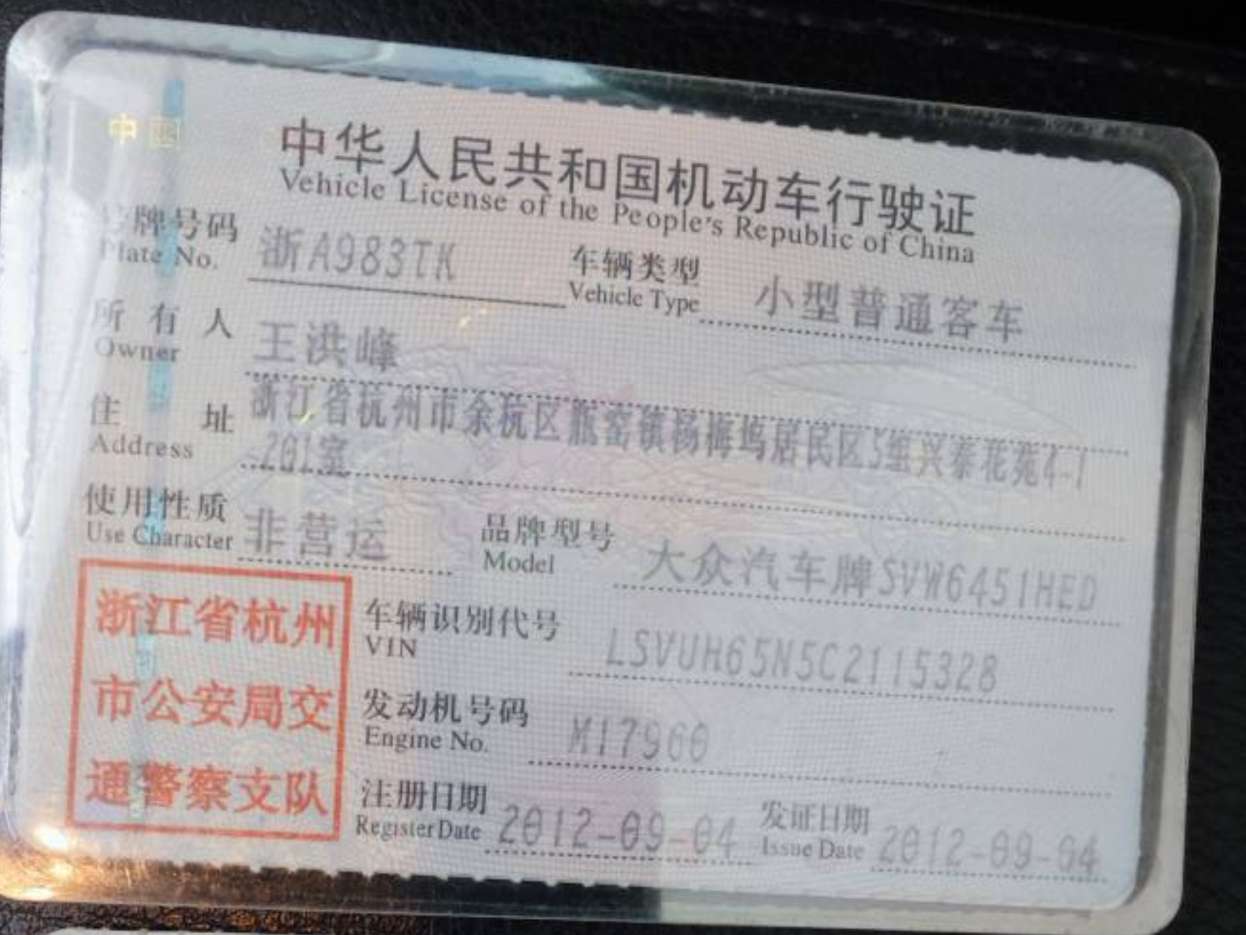 中国
中华人民共和国机动车行驶证
Vehicle License of the People's Republic of China
号牌号码 浙A983TK 车辆类型 小型普通客车
Plate No. Vehicle Type
所有人 王洪峰
Owner
住址 浙江省杭州市余杭区瓶窑镇杨梅坞居民区5组兴泰花苑4-1
Address 201室
使用性质 非营运 品牌型号 大众汽车牌SVW6451HED
Use Character Model
浙江省杭州
市公安局交
通警察支队
车辆识别代号 LSVUH65N5C2115328
VIN
发动机号码 M17960
Engine No.
注册日期 2012-09-04 发证日期 2012-09-04
Register Date Issue Date